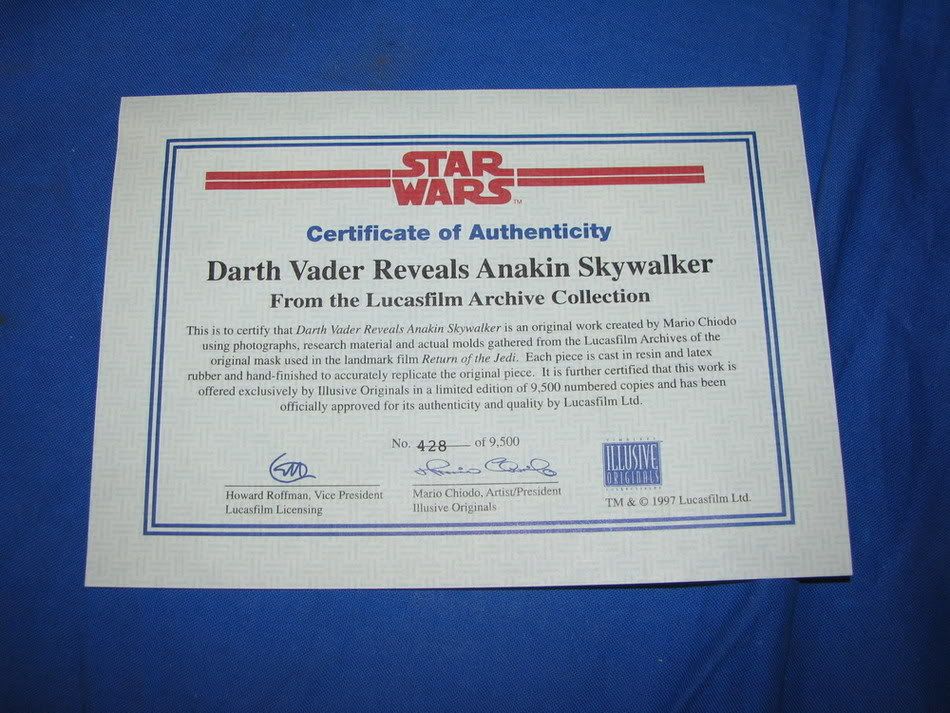 STAR
WARS™
Certificate of Authenticity
Darth Vader Reveals Anakin Skywalker
From the Lucasfilm Archive Collection
This is to certify that Darth Vader Reveals Anakin Skywalker is an original work created by Mario Chiodo
using photographs, research material and actual molds gathered from the Lucasfilm Archives of the
original mask used in the landmark film Return of the Jedi. Each piece is cast in resin and latex
rubber and hand-finished to accurately replicate the original piece. It is further certified that this work is
offered exclusively by Illusive Originals in a limited edition of 9,500 numbered copies and has been
officially approved for its authenticity and quality by Lucasfilm Ltd.
No. 428 of 9,500
Howard Roffman, Vice President
Lucasfilm Licensing
Mario Chiodo
Mario Chiodo, Artist/President
Illusive Originals
ILLUSIVE
ORIGINALS
TM & © 1997 Lucasfilm Ltd.